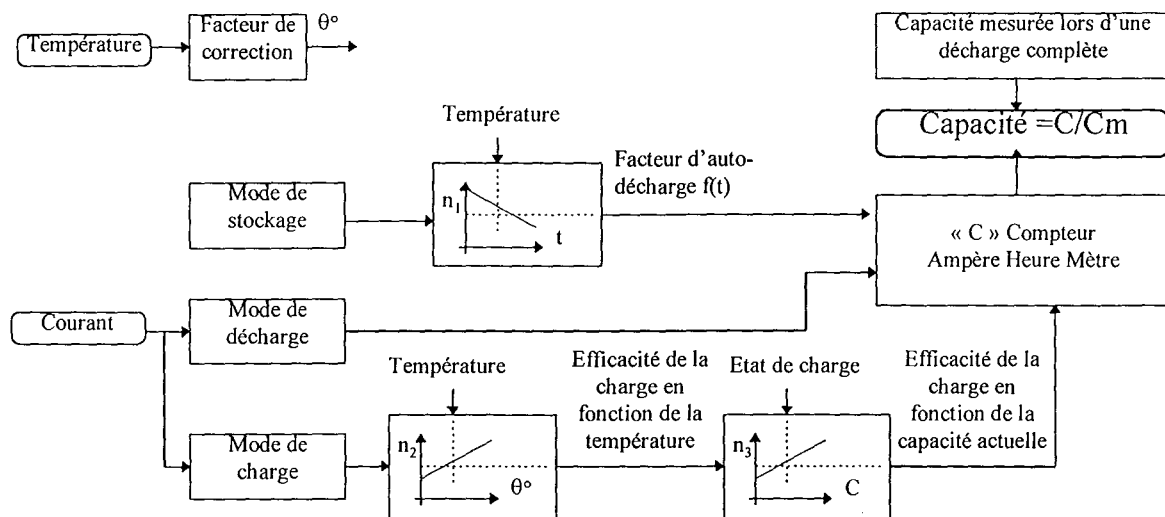 Température
Facteur de
correction
θ°
Capacité mesurée lors d'une
décharge complète
Capacité =C/Cm
Température
Mode de
stockage
n1
t
Facteur d'auto-
décharge f(t)
« C » Compteur
Ampère Heure Mètre
Courant
Mode de
décharge
Température
Efficacité de la
charge en
fonction de la
température
Etat de charge
Efficacité de la
charge en
fonction de la
capacité actuelle
Mode de
charge
n2
θ°
n3
C